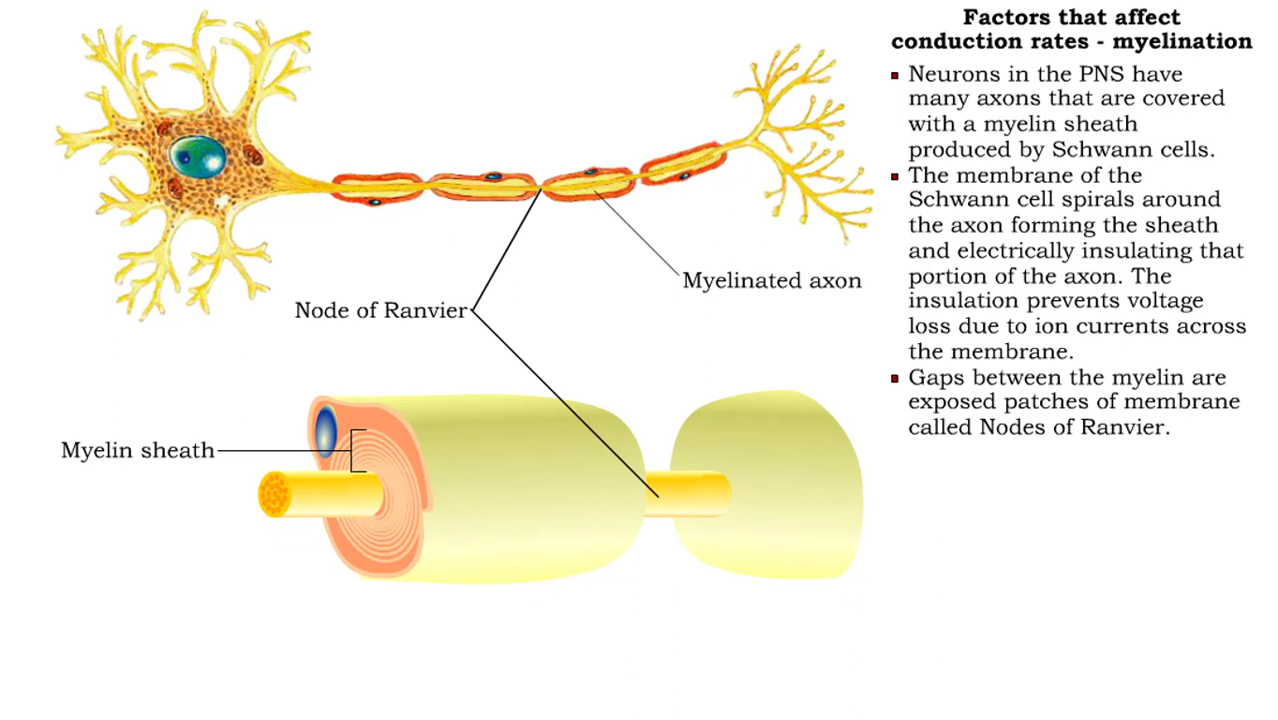 Factors that affect
conduction rates - myelination
▪ Neurons in the PNS have
many axons that are covered
with a myelin sheath
produced by Schwann cells.
▪ The membrane of the
Schwann cell spirals around
the axon forming the sheath
and electrically insulating that
portion of the axon. The
insulation prevents voltage
loss due to ion currents across
the membrane.
▪ Gaps between the myelin are
exposed patches of membrane
called Nodes of Ranvier.
Myelinated axon
Node of Ranvier
Myelin sheath